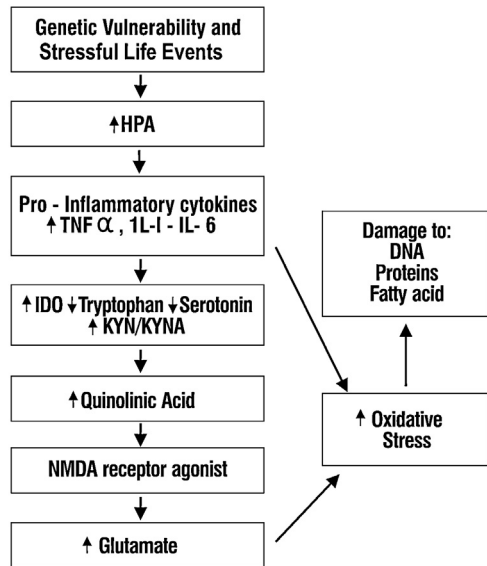 Genetic Vulnerability and
Stressful Life Events
↑HPA
Pro - Inflammatory cytokines
↑TNF α , 1L-I - IL- 6
↑IDO ↓Tryptophan ↓Serotonin
↑ KYN/KYNA
↑Quinolinic Acid
NMDA receptor agonist
↑ Glutamate
Damage to:
DNA
Proteins
Fatty acid
↑ Oxidative
Stress